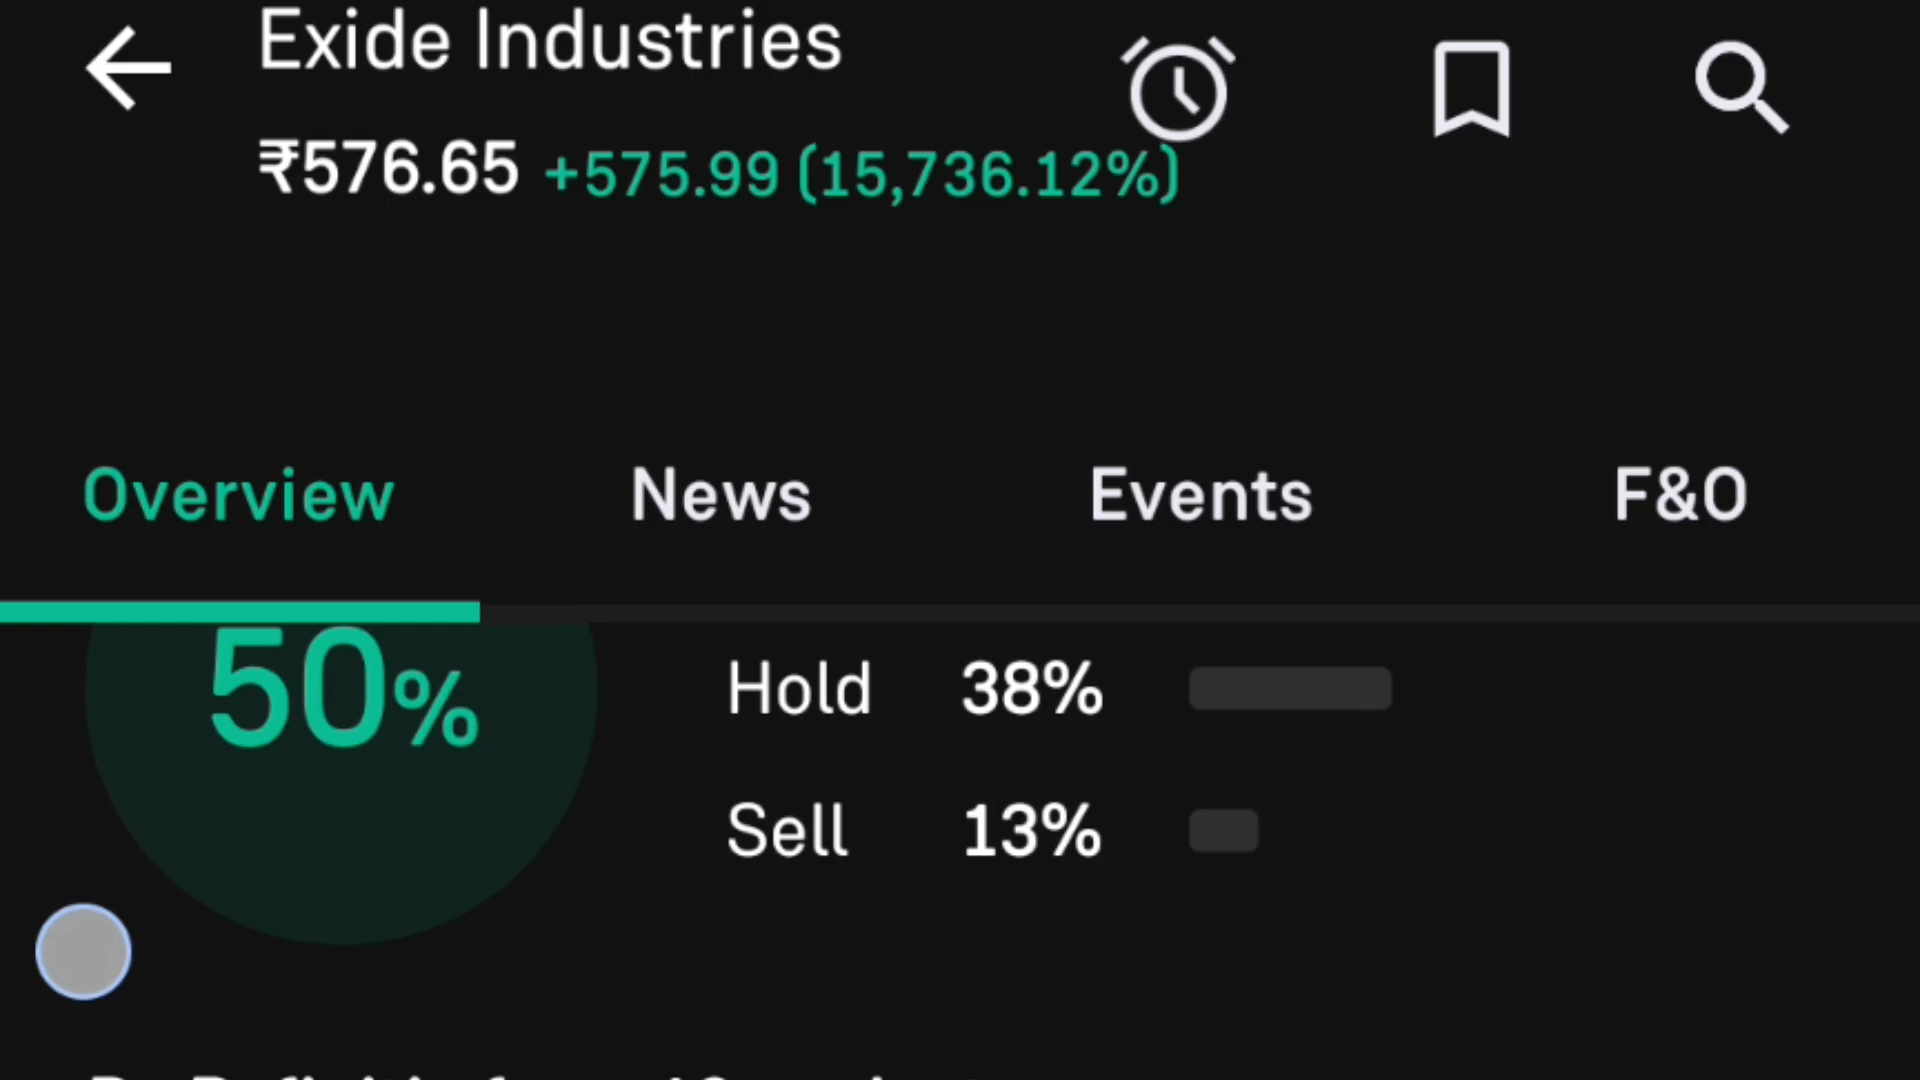 Exide Industries
₹576.65 +575.99 (15,736.12%)
Overview News Events F&O
50% Hold 38%
Sell 13%